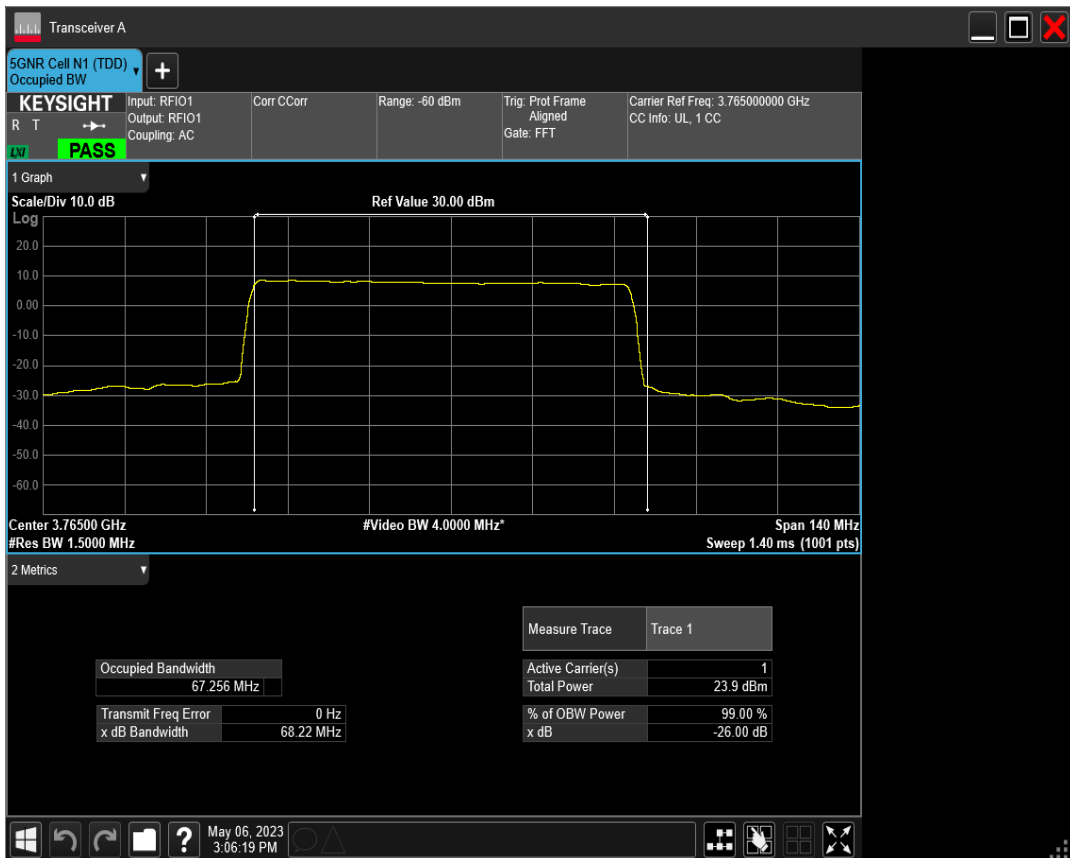 Transceiver A
5GNR Cell N1 (TDD)
Occupied BW
KEYSIGHT
R T
LXI
PASS
Input: RFIO1
Output: RFIO1
Coupling: AC
Corr CCorr
Range: -60 dBm
Trig: Prot Frame
Aligned
Gate: FFT
Carrier Ref Freq: 3.765000000 GHz
CC Info: UL, 1 CC
1 Graph
Scale/Div 10.0 dB
Ref Value 30.00 dBm
Log
20.0
10.0
0.00
-10.0
-20.0
-30.0
-40.0
-50.0
-60.0
Center 3.76500 GHz
#Video BW 4.0000 MHz*
Span 140 MHz
#Res BW 1.5000 MHz
Sweep 1.40 ms (1001 pts)
2 Metrics
Measure Trace Trace 1
Occupied Bandwidth
67.256 MHz
Active Carrier(s) 1
Total Power 23.9 dBm
Transmit Freq Error 0 Hz
x dB Bandwidth 68.22 MHz
% of OBW Power 99.00 %
x dB -26.00 dB
?
May 06, 2023
3:06:19 PM